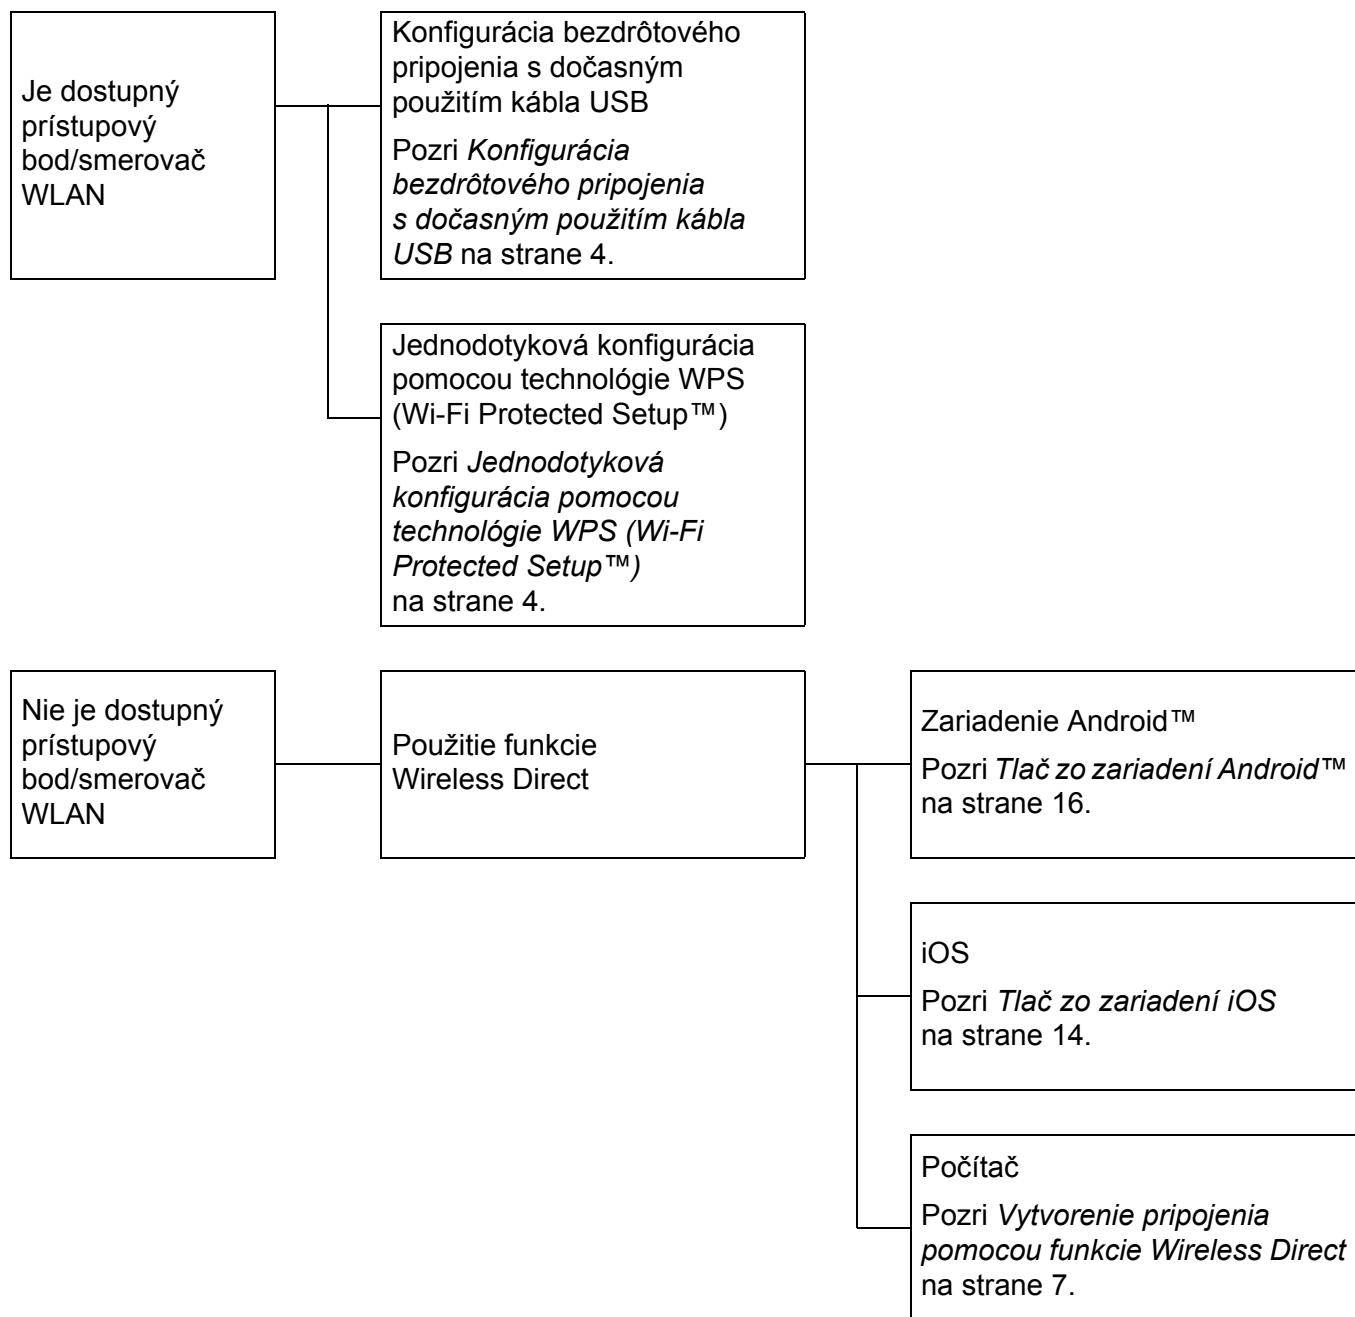 Je dostupný
prístupový
bod/smerovač
WLAN
Konfigurácia bezdrôtového
pripojenia s dočasným
použitím kábla USB
Pozri Konfigurácia
bezdrôtového pripojenia
s dočasným použitím kábla
USB na strane 4.
Jednodotyková konfigurácia
pomocou technológie WPS
(Wi-Fi Protected Setup™)
Pozri Jednodotyková
konfigurácia pomocou
technológie WPS (Wi-Fi
Protected Setup™)
na strane 4.
Nie je dostupný
prístupový
bod/smerovač
WLAN
Použitie funkcie
Wireless Direct
Zariadenie Android™
Pozri Tlač zo zariadení Android™
na strane 16.
iOS
Pozri Tlač zo zariadení iOS
na strane 14.
Počítač
Pozri Vytvorenie pripojenia
pomocou funkcie Wireless Direct
na strane 7.